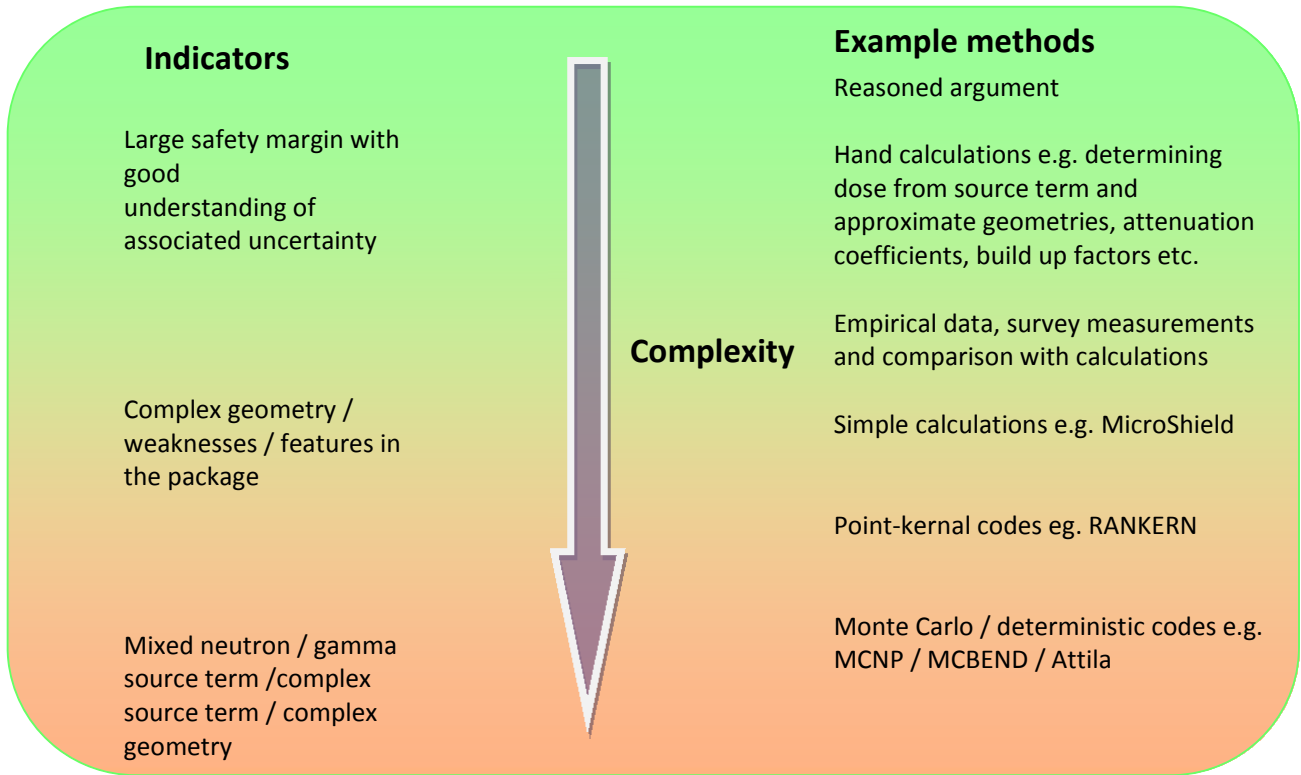 Indicators
Large safety margin with
good
understanding of
associated uncertainty
Complex geometry /
weaknesses / features in
the package
Mixed neutron / gamma
source term /complex
source term / complex
geometry
Complexity
Example methods
Reasoned argument
Hand calculations e.g. determining
dose from source term and
approximate geometries, attenuation
coefficients, build up factors etc.
Empirical data, survey measurements
and comparison with calculations
Simple calculations e.g. MicroShield
Point-kernal codes eg. RANKERN
Monte Carlo / deterministic codes e.g.
MCNP / MCBEND / Attila